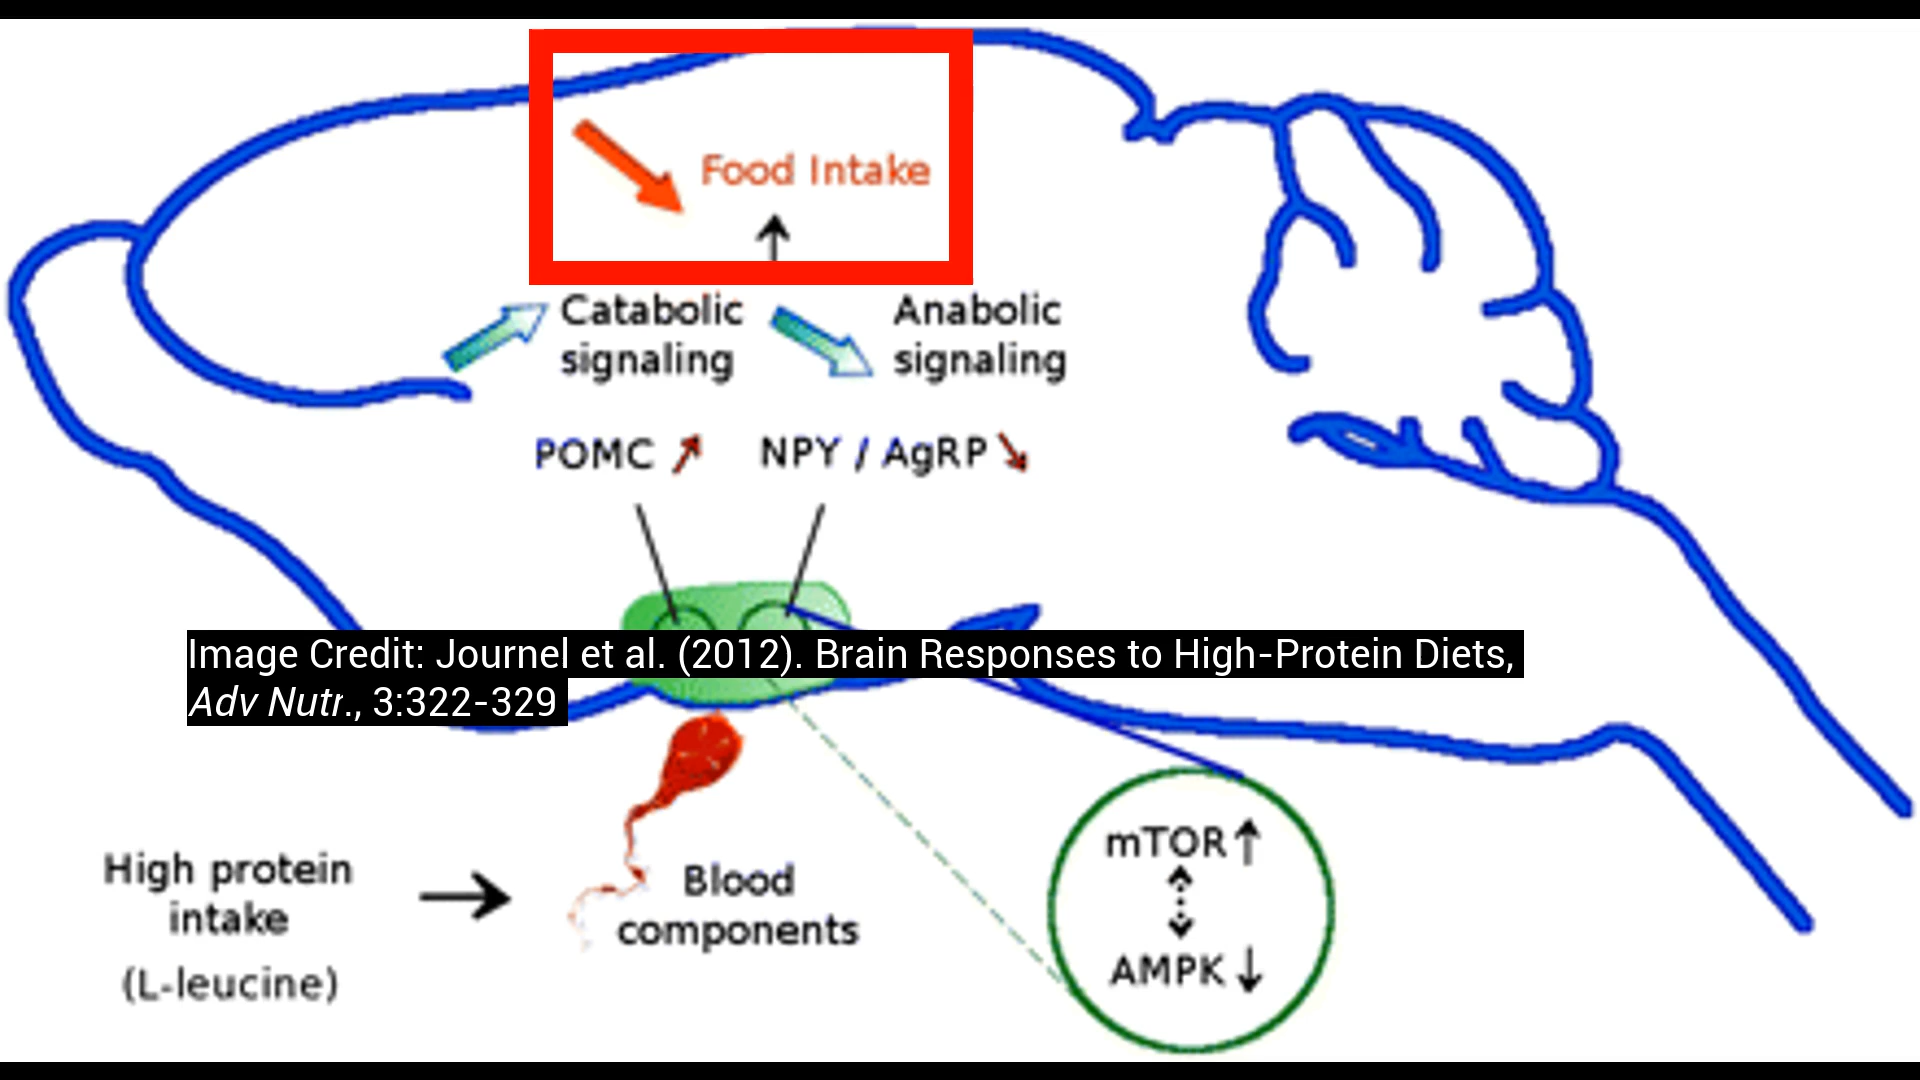 Food Intake
Catabolic signaling
Anabolic signaling
POMC
NPY / AgRP
Image Credit: Journel et al. (2012). Brain Responses to High-Protein Diets,
Adv Nutr., 3:322-329
High protein
intake
(L-leucine)
Blood
components
mTOR
AMPK